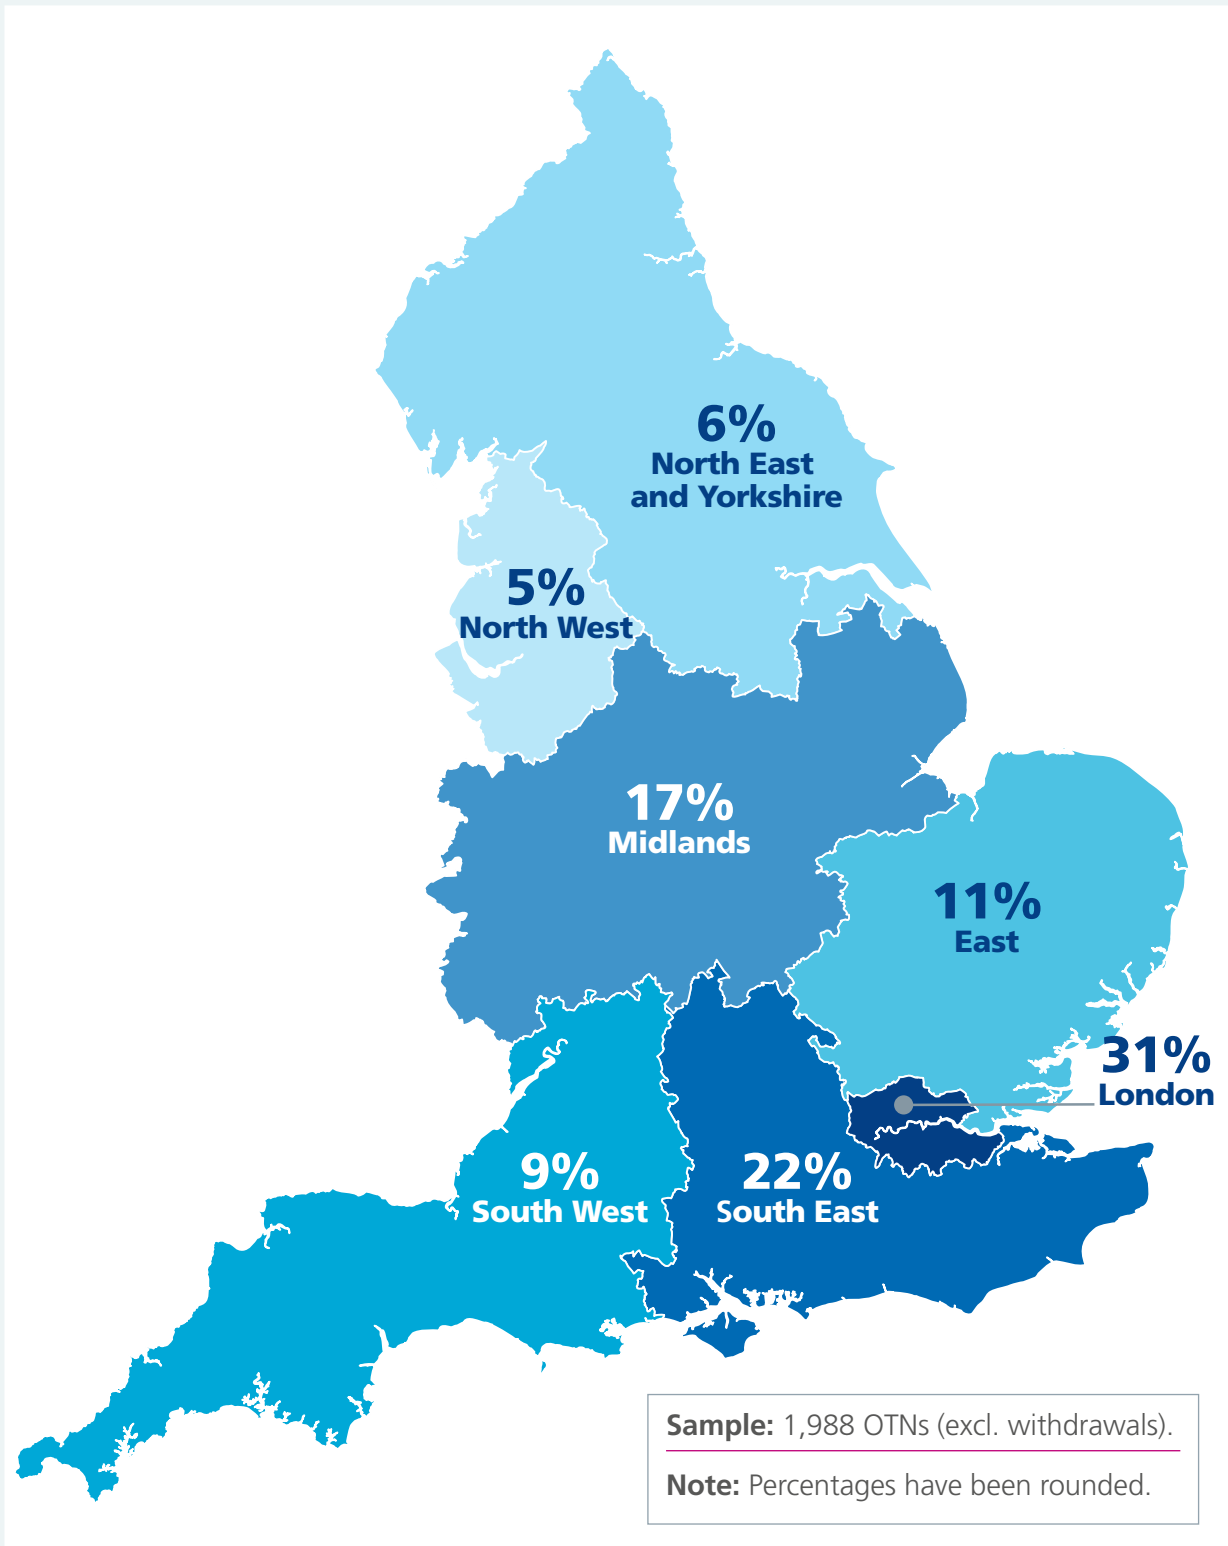 6%
North East
and Yorkshire
5%
North West
17%
Midlands
11%
East
31%
London
9%
South West
22%
South East
Sample: 1,988 OTNs (excl. withdrawals).
Note: Percentages have been rounded.